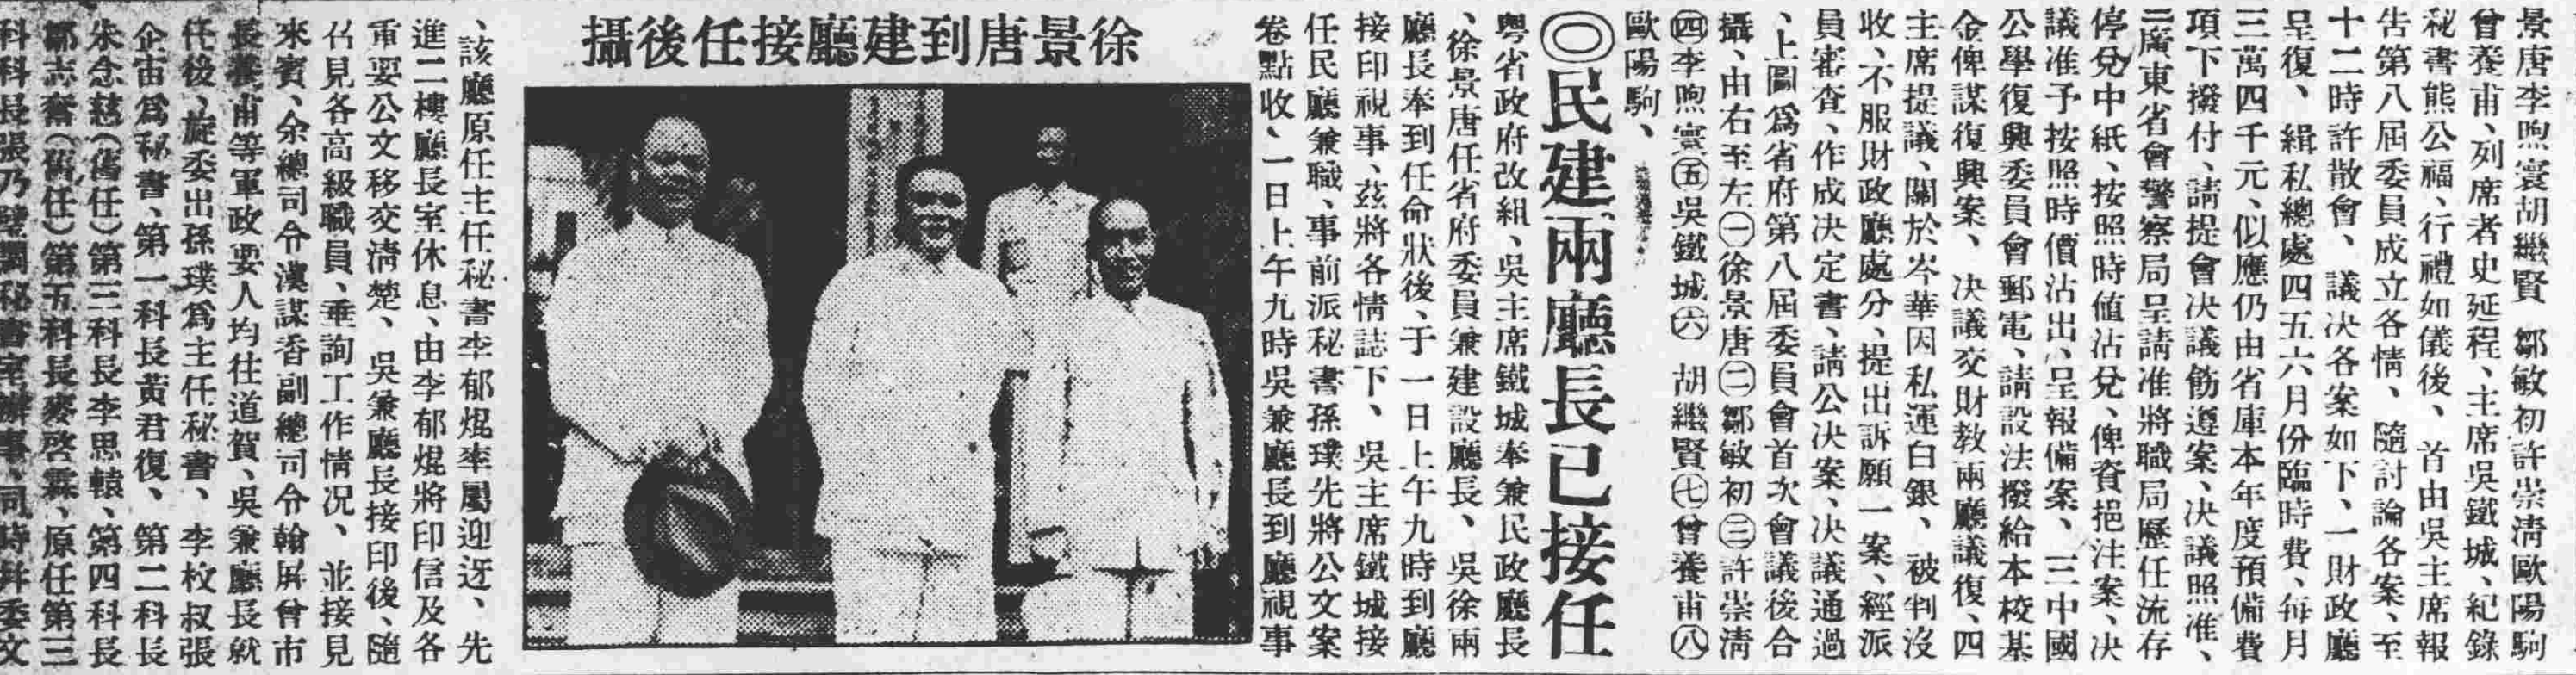 景唐李煦寰胡繼賢　鄒敏初許崇淸歐陽駒
曾養甫、列席者史延程、主席吳鐵城、紀錄
秘書熊公福、行禮如儀後、首由吳主席報
告第八屆委員成立各情、隨討論各案、至
十二時許散會、議决各案如下、一財政廳
呈復、緝私總處四五六月份臨時費、每月
三萬四千元、似應仍由省庫本年度預備費
項下撥付、請提會决議飭遵案、决議照准、
二廣東省會警察局呈請准將職局歷任流存
停兌中紙、按照時値沽兌、俾資挹注案、决
議准予按照時價沽出、呈報備案、三中國
公學復興委員會郵電、請設法撥給本校基
金俾謀復興案、决議交財教兩廳議復、四
主席提議、關於岑華因私運白銀、被判沒
收、不服財政廳處分、提出訴願一案、經派
員審查、作成决定書、請公决案、决議通過
、上圖爲省府第八屆委員會首次會議後合
攝、由右至左㊀徐景唐㊁鄒敏初㊂許崇淸
㊃李煦寰㊄吳鐵城㊅胡繼賢㊆曾養甫㊇
歐陽駒、
◎民建兩廳長已接任
粤省政府改組、吳主席鐵城奉兼民政廳長
、徐景唐任省府委員兼建設廳長、吳徐兩
廳長奉到任命狀後、于一日上午九時到廳
接印視事、茲將各情誌下、吳主席鐵城接
任民廳兼職、事前派秘書孫璞先將公文案
卷點收、一日上午九時吳兼廳長到廳視事
徐景唐到建廳接任後攝
、該廳原任主任秘書李郁焜率屬迎迓、先
進二樓廳長室休息、由李郁焜將印信及各
重要公文移交淸楚、吳兼廳長接印後、隨
召見各高級職員、垂詢工作情况、並接見
來賓、余總司令漢謀香副總司令翰屏曾市
長養甫等軍政要人均往道賀、吳兼廳長就
任後、旋委出孫璞爲主任秘書、李枚叔張
企宙爲秘書、第一科長黃君復、第二科長
朱念慈（舊任）第三科長李思轅、第四科長
鄒志奮（舊任）第五科長麥啓霖、原任第三
科科長張乃璧調秘書室辦事、同時幷委文